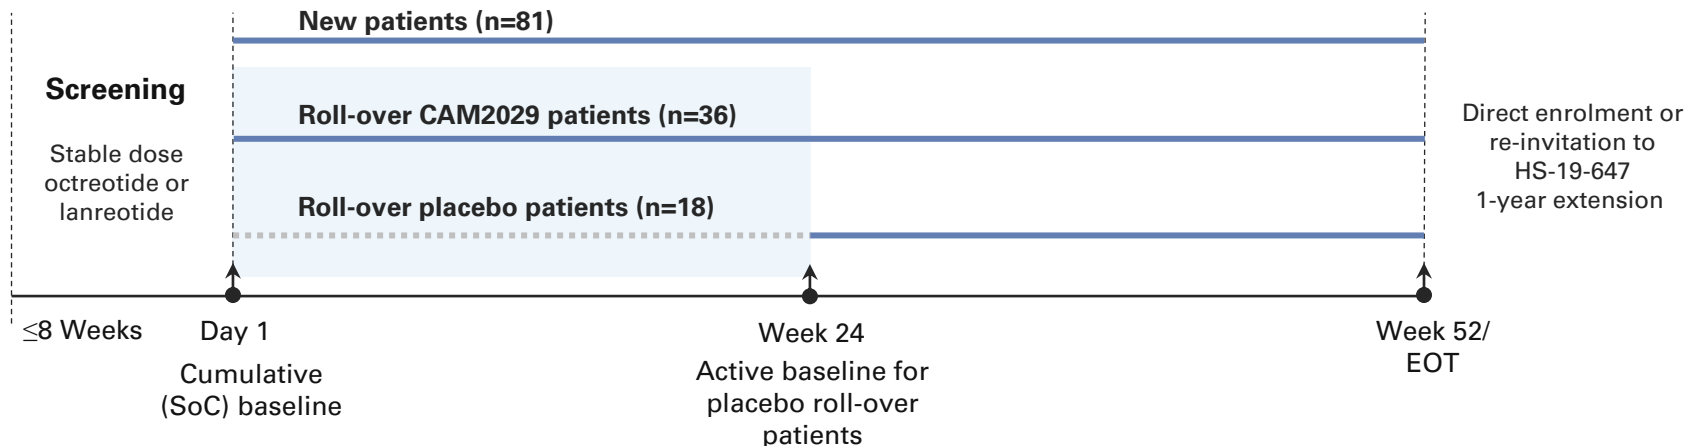 New patients (n=81)
Screening
Stable dose
octreotide or
lanreotide
Roll-over CAM2029 patients (n=36)
Roll-over placebo patients (n=18)
Direct enrolment or
re-invitation to
HS-19-647
1-year extension
≤8 Weeks
Day 1
Cumulative
(SoC) baseline
Week 24
Active baseline for
placebo roll-over
patients
Week 52/
EOT